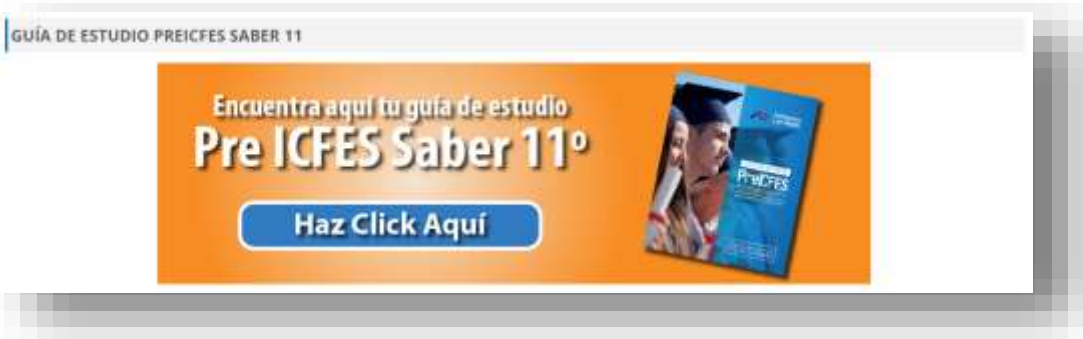 GUÍA DE ESTUDIO PREICFES SABER 11
Encuentra aquí tu guía de estudio
Pre ICFES Saber 11º
Haz Click Aquí
PreICFES